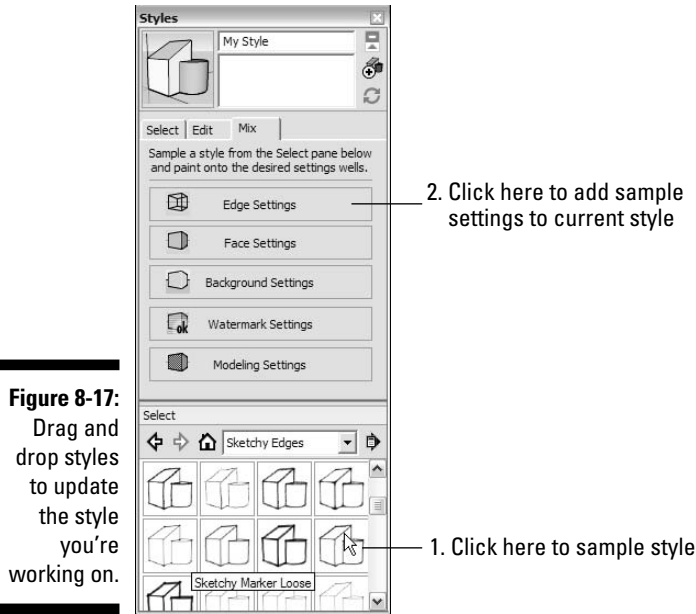 Styles
My Style
Select Edit Mix
Sample a style from the Select pane below
and paint onto the desired settings wells.
Edge Settings
Face Settings
Background Settings
ok Watermark Settings
Modeling Settings
2. Click here to add sample
settings to current style
Figure 8-17:
Drag and
drop styles
to update
the style
you're
working on.
Select
Sketchy Edges
Sketchy Marker Loose
1. Click here to sample style